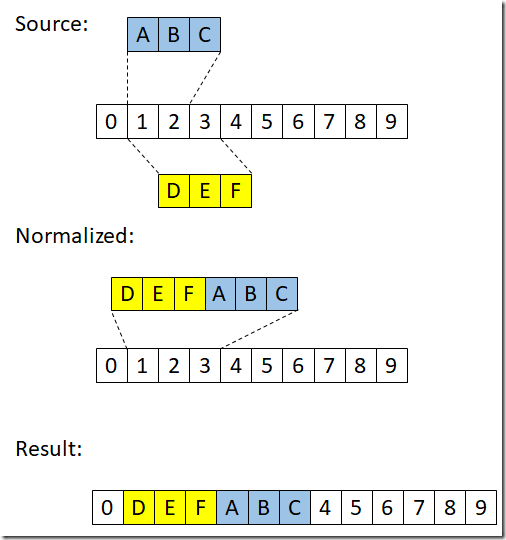 Source:
A B C
0 1 2 3 4 5 6 7 8 9
D E F
Normalized:
D E F A B C
0 1 2 3 4 5 6 7 8 9
Result:
0 D E F A B C 4 5 6 7 8 9